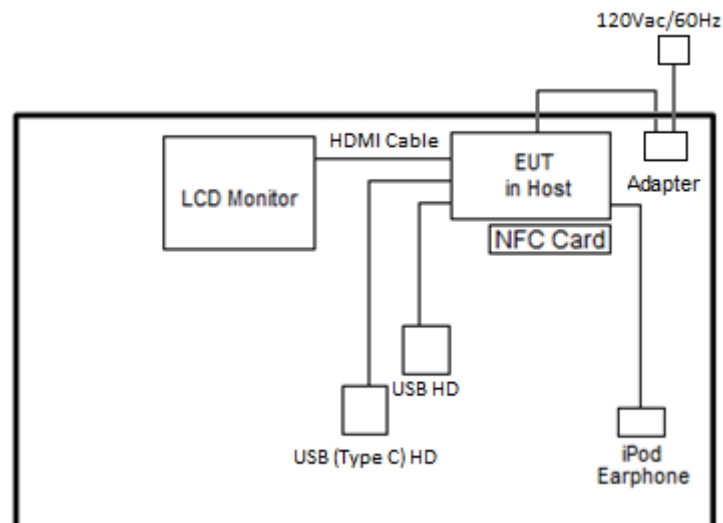 120Vac/60Hz
HDMI Cable
LCD Monitor
EUT
in Host
Adapter
NFC Card
USB HD
USB (Type C) HD
iPod
Earphone